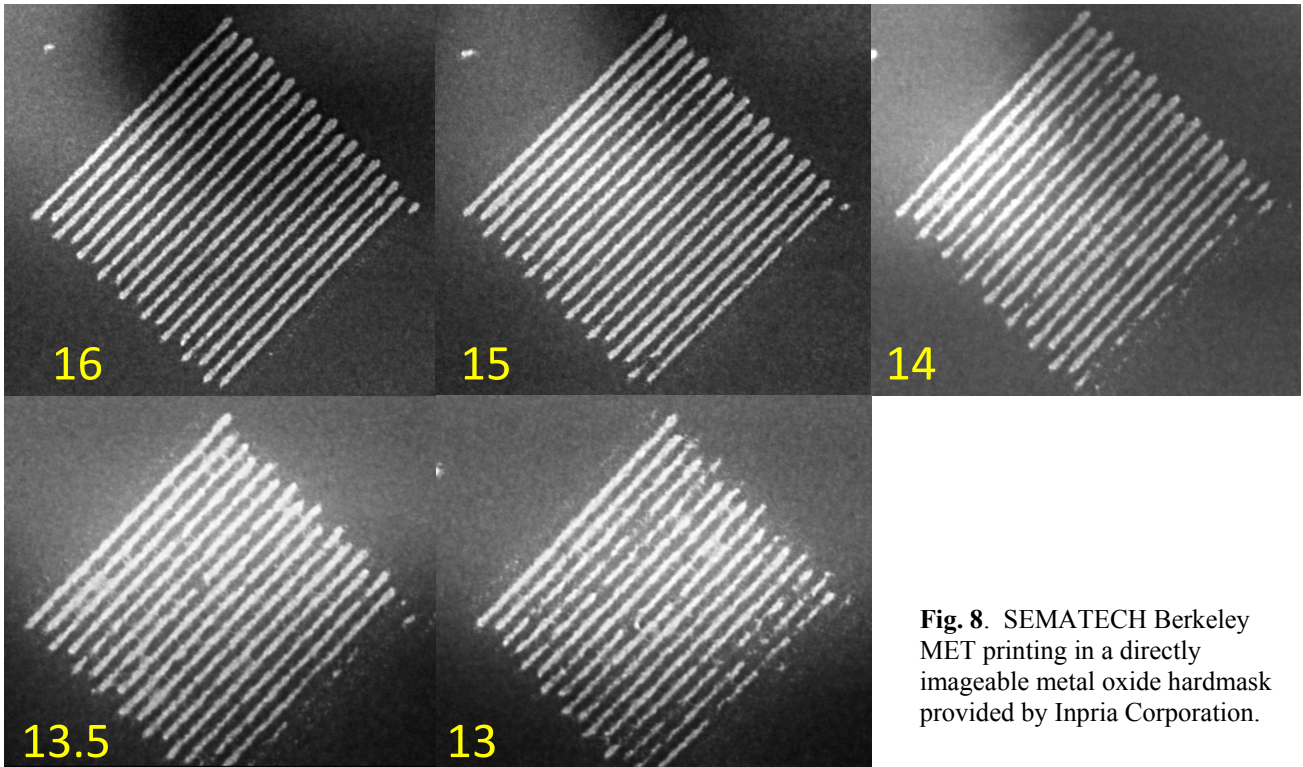 16
15
14
13.5
13
Fig. 8. SEMATECH Berkeley
MET printing in a directly
imageable metal oxide hardmask
provided by Inpria Corporation.